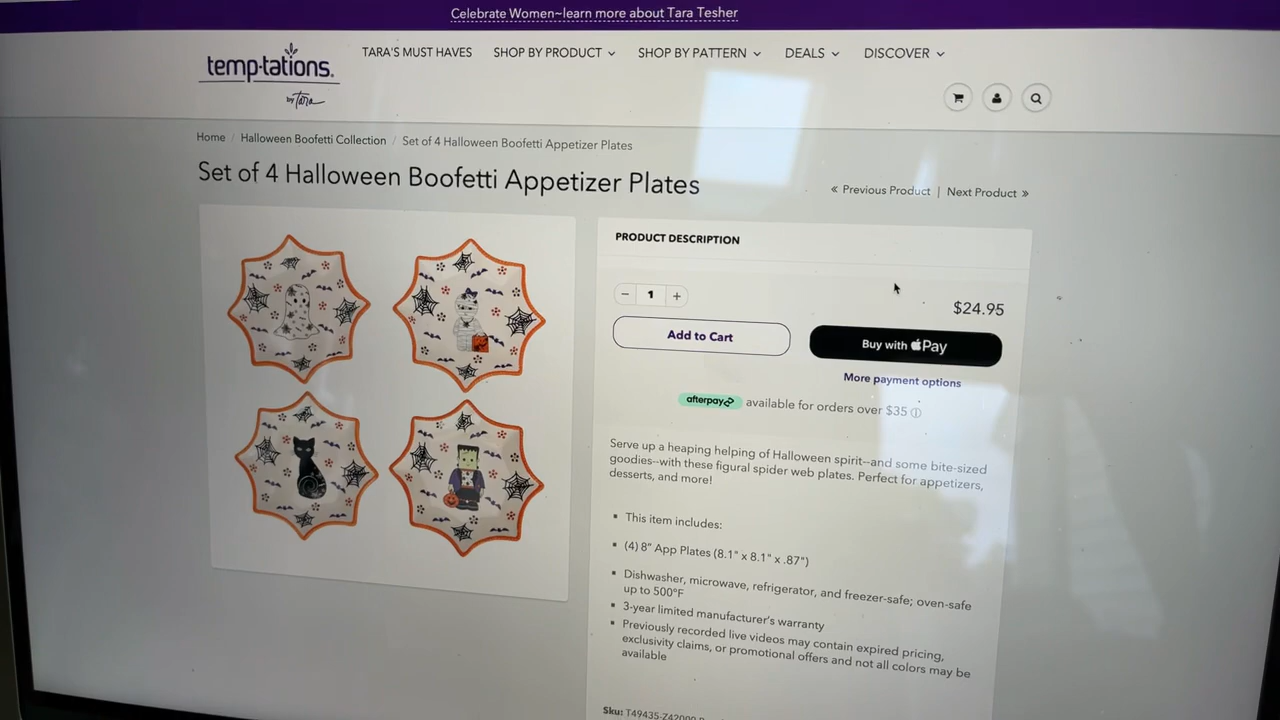 Celebrate Women~learn more about Tara Tesher
temp-tations.
by Tara
TARA'S MUST HAVES SHOP BY PRODUCT SHOP BY PATTERN DEALS DISCOVER
Home / Halloween Boofetti Collection / Set of 4 Halloween Boofetti Appetizer Plates
Set of 4 Halloween Boofetti Appetizer Plates
« Previous Product | Next Product »
PRODUCT DESCRIPTION
− 1 +
$24.95
Add to Cart
Buy with Pay
More payment options
afterpay available for orders over $35 ⓘ
Serve up a heaping helping of Halloween spirit--and some bite-sized
goodies--with these figural spider web plates. Perfect for appetizers,
desserts, and more!
▪ This item includes:
▪ (4) 8" App Plates (8.1" x 8.1" x .87")
▪ Dishwasher, microwave, refrigerator, and freezer-safe; oven-safe
up to 500°F
▪ 3-year limited manufacturer's warranty
▪ Previously recorded live videos may contain expired pricing,
exclusivity claims, or promotional offers and not all colors may be
available
Sku: